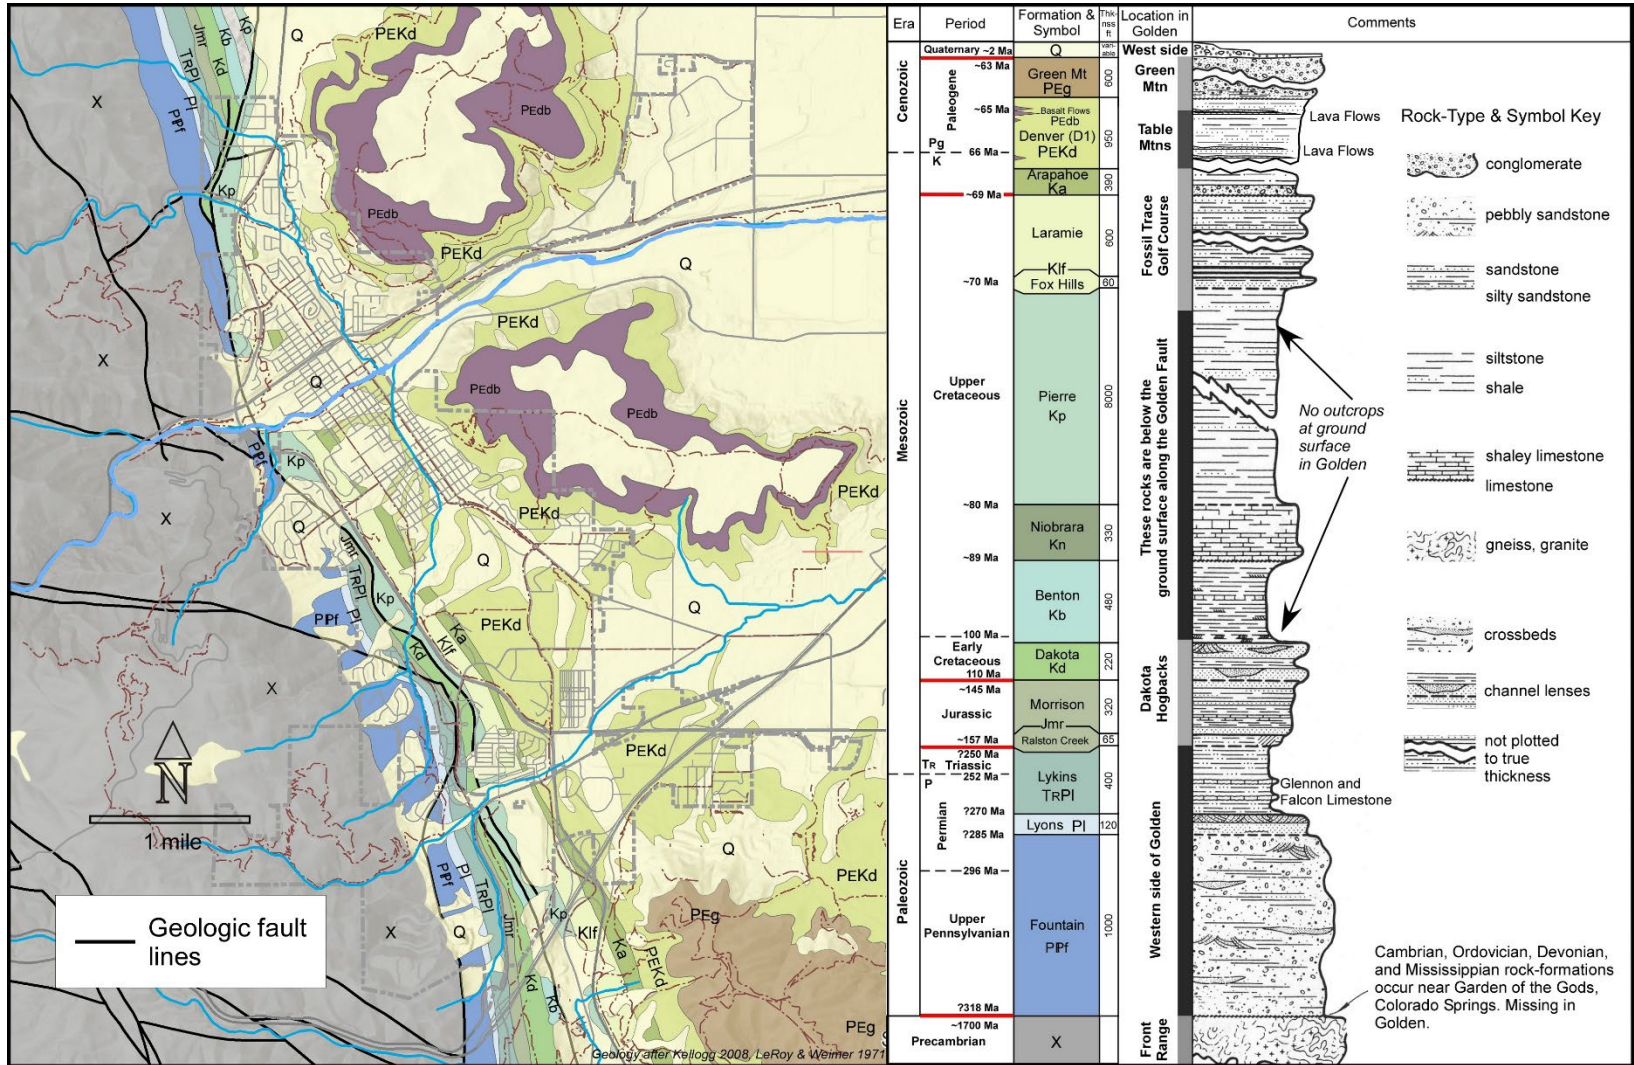 X
X
X
X
X
X
Q
Q
Q
Q
Q
Q
Q
Q
Kp
Kb
Jmr
Kd
TRPl
Pl
PIPf
Kp
PEKd
PEdb
PEdb
PEKd
PEKd
PEdb
PEdb
PEKd
PEKd
PIPf
Kp
Jmr
TRPl
Pl
Kp
PIPf
Kd
Ka
Klf
PEKd
PEKd
PIPf
Pl
TRPl
Jmr
Kp
Klf
Ka
PEKd
Kd
Kb
PEg
PEKd
PEg
N
1 mile
Geologic fault
lines
Geology after Kellogg 2008, LeRoy & Weimer 1971
Era
Period
Formation &
Symbol
Thk-
nss
ft
Location in
Golden
Comments
Cenozoic
Mesozoic
Paleozoic
Quaternary ~2 Ma
~63 Ma
Paleogene
~65 Ma
Pg
66 Ma
K
~69 Ma
~70 Ma
Upper
Cretaceous
~80 Ma
~89 Ma
100 Ma
Early
Cretaceous
110 Ma
~145 Ma
Jurassic
~157 Ma
?250 Ma
TR Triassic
252 Ma
P
?270 Ma
Permian
?285 Ma
296 Ma
Upper
Pennsylvanian
?318 Ma
~1700 Ma
Precambrian
Q
Green Mt
PEg
Basalt Flows
PEdb
Denver (D1)
PEKd
Arapahoe
Ka
Laramie
Klf
Fox Hills
Pierre
Kp
Niobrara
Kn
Benton
Kb
Dakota
Kd
Morrison
Jmr
Ralston Creek
Lykins
TRPl
Lyons Pl
Fountain
PIPf
X
vari-
able
600
950
390
600
60
8000
330
480
220
320
65
400
120
1000
West side
Green
Mtn
Table
Mtns
Fossil Trace
Golf Course
These rocks are below the
ground surface along the Golden Fault
Dakota
Hogbacks
Western side of Golden
Front
Range
Lava Flows
Lava Flows
No outcrops
at ground
surface
in Golden
Glennon and
Falcon Limestone
Cambrian, Ordovician, Devonian,
and Mississippian rock-formations
occur near Garden of the Gods,
Colorado Springs. Missing in
Golden.
Rock-Type & Symbol Key
conglomerate
pebbly sandstone
sandstone
silty sandstone
siltstone
shale
shaley limestone
limestone
gneiss, granite
crossbeds
channel lenses
not plotted
to true
thickness